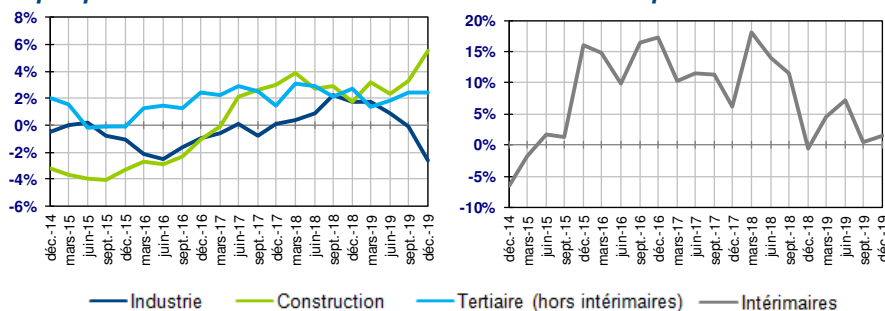 8%
6%
4%
2%
0%
-2%
-4%
-6%
déc.-14
mars-15
juin-15
sept.-15
déc.-15
mars-16
juin-16
sept.-16
déc.-16
mars-17
juin-17
sept.-17
déc.-17
mars-18
juin-18
sept.-18
déc.-18
mars-19
juin-19
sept.-19
déc.-19
20%
15%
10%
5%
0%
-5%
-10%
déc.-14
mars-15
juin-15
sept.-15
déc.-15
mars-16
juin-16
sept.-16
déc.-16
mars-17
juin-17
sept.-17
déc.-17
mars-18
juin-18
sept.-18
déc.-18
mars-19
juin-19
sept.-19
déc.-19
Industrie
Construction
Tertiaire (hors intérimaires)
Intérimaires